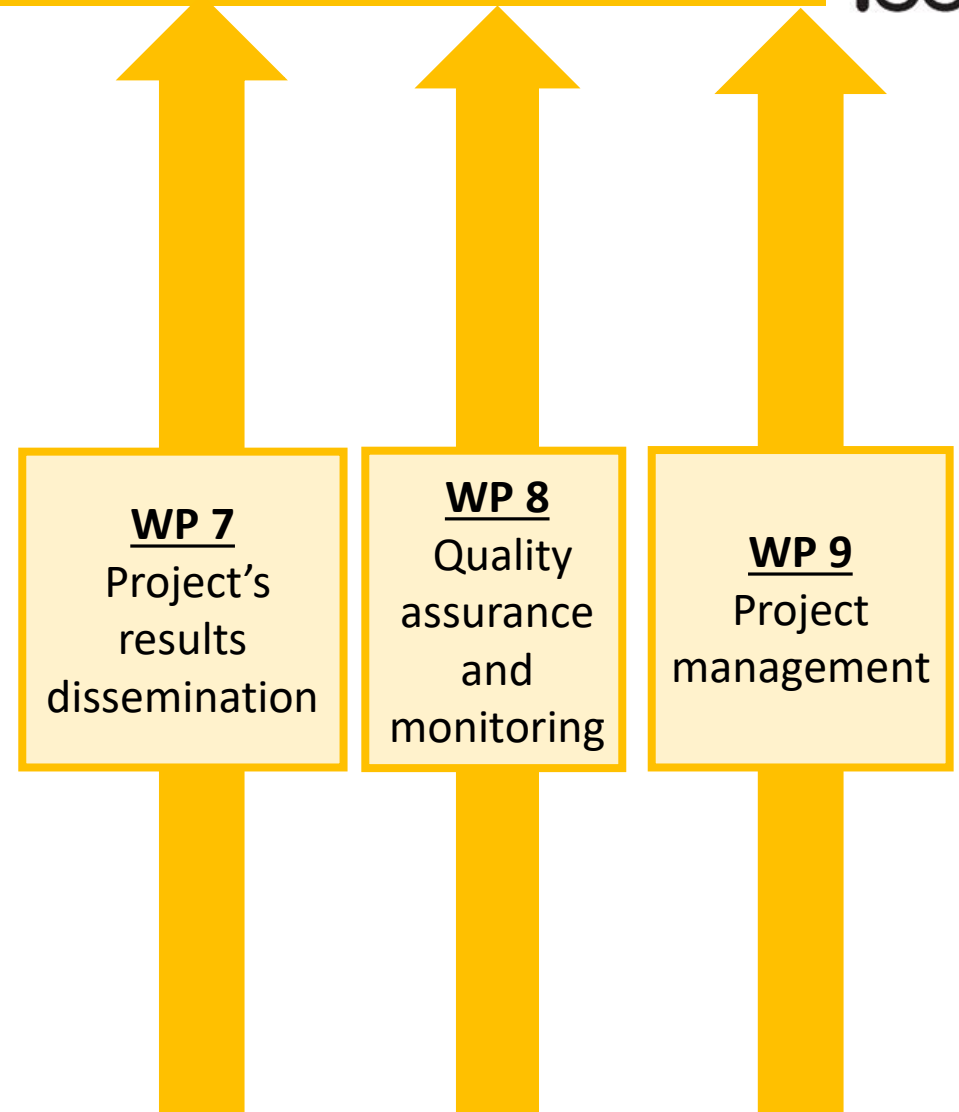 WP 7
Project’s
results
dissemination
WP 8
Quality
assurance
and
monitoring
WP 9
Project
management